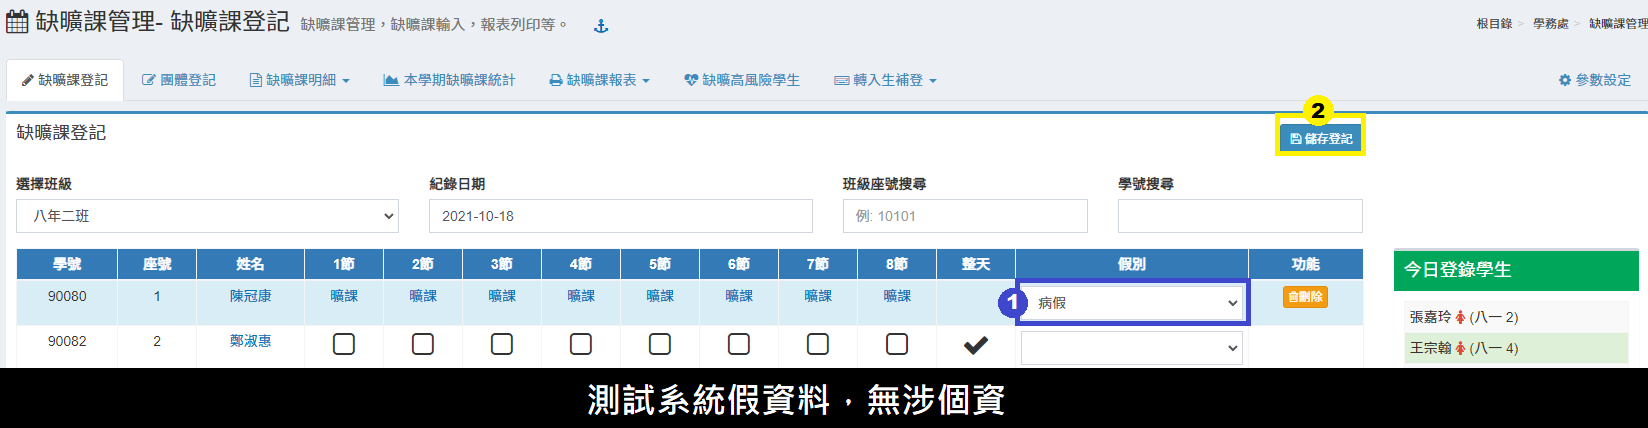 缺曠課管理- 缺曠課登記 缺曠課管理，缺曠課輸入，報表列印等。
根目錄 > 學務處 > 缺曠課管理
缺曠課登記 團體登記 缺曠課明細 本學期缺曠課統計 缺曠課報表 缺曠高風險學生 轉入生補登 參數設定
2
缺曠課登記 儲存登記
選擇班級 紀錄日期 班級座號搜尋 學號搜尋
八年二班 2021-10-18 例: 10101
學號 座號 姓名 1節 2節 3節 4節 5節 6節 7節 8節 整天 假別 功能
90080 1 陳冠康 曠課 曠課 曠課 曠課 曠課 曠課 曠課 曠課 1 病假 刪除
90082 2 鄭淑惠
今日登錄學生
張嘉玲 (八一 2)
王宗翰 (八一 4)
測試系統假資料，無涉個資